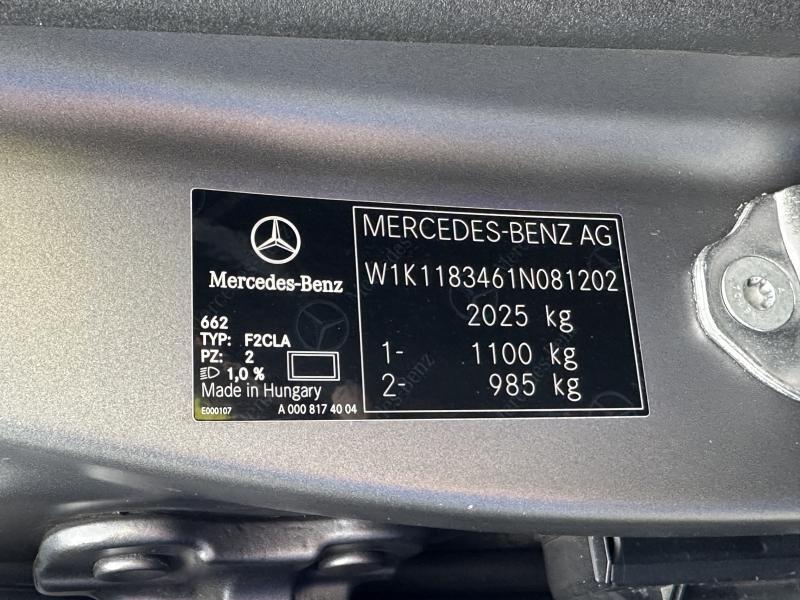 Mercedes-Benz
662
TYP: F2CLA
PZ: 2
1,0 %
Made in Hungary
E000107 A 000 817 40 04
MERCEDES-BENZ AG
W1K1183461N081202
2025 kg
1- 1100 kg
2- 985 kg